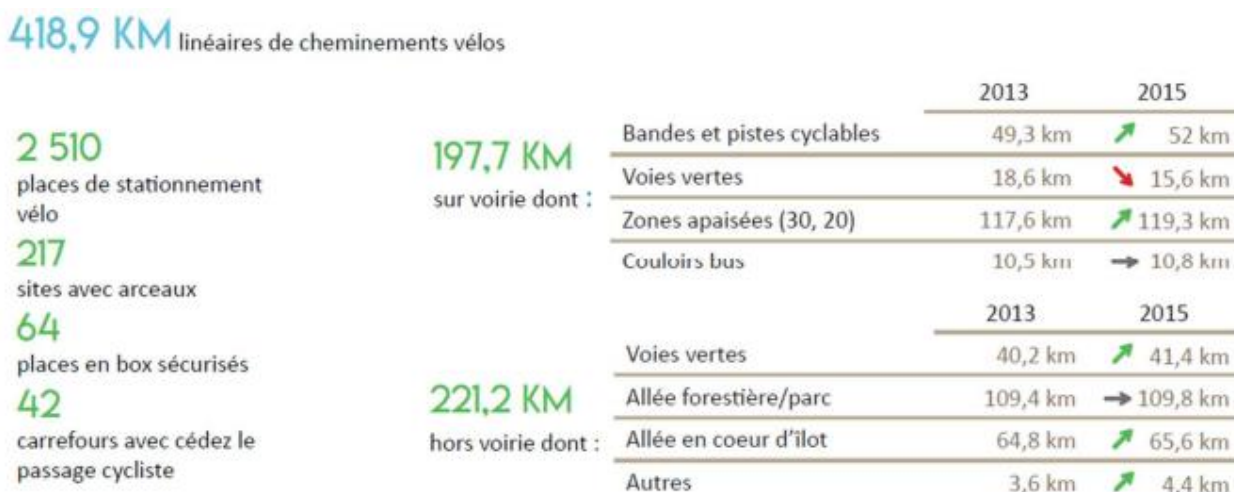 418,9 KM linéaires de cheminements vélos
2 510
places de stationnement
vélo
217
sites avec arceaux
64
places en box sécurisés
42
carrefours avec cédez le
passage cycliste
197,7 KM
sur voirie dont :
2013 2015
Bandes et pistes cyclables 49,3 km 52 km
Voies vertes 18,6 km 15,6 km
Zones apaisées (30, 20) 117,6 km 119,3 km
Couloirs bus 10,5 km 10,8 km
221,2 KM
hors voirie dont :
2013 2015
Voies vertes 40,2 km 41,4 km
Allée forestière/parc 109,4 km 109,8 km
Allée en coeur d'îlot 64,8 km 65,6 km
Autres 3,6 km 4,4 km